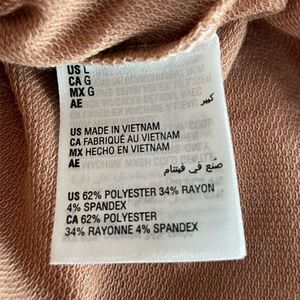 US L
CA G
MX G
AE كبير
US MADE IN VIETNAM
CA FABRIQUÉ AU VIETNAM
MX HECHO EN VIETNAM
AE
صنع في فيتنام
US 62% POLYESTER 34% RAYON
4% SPANDEX
CA 62% POLYESTER
34% RAYONNE 4% SPANDEX